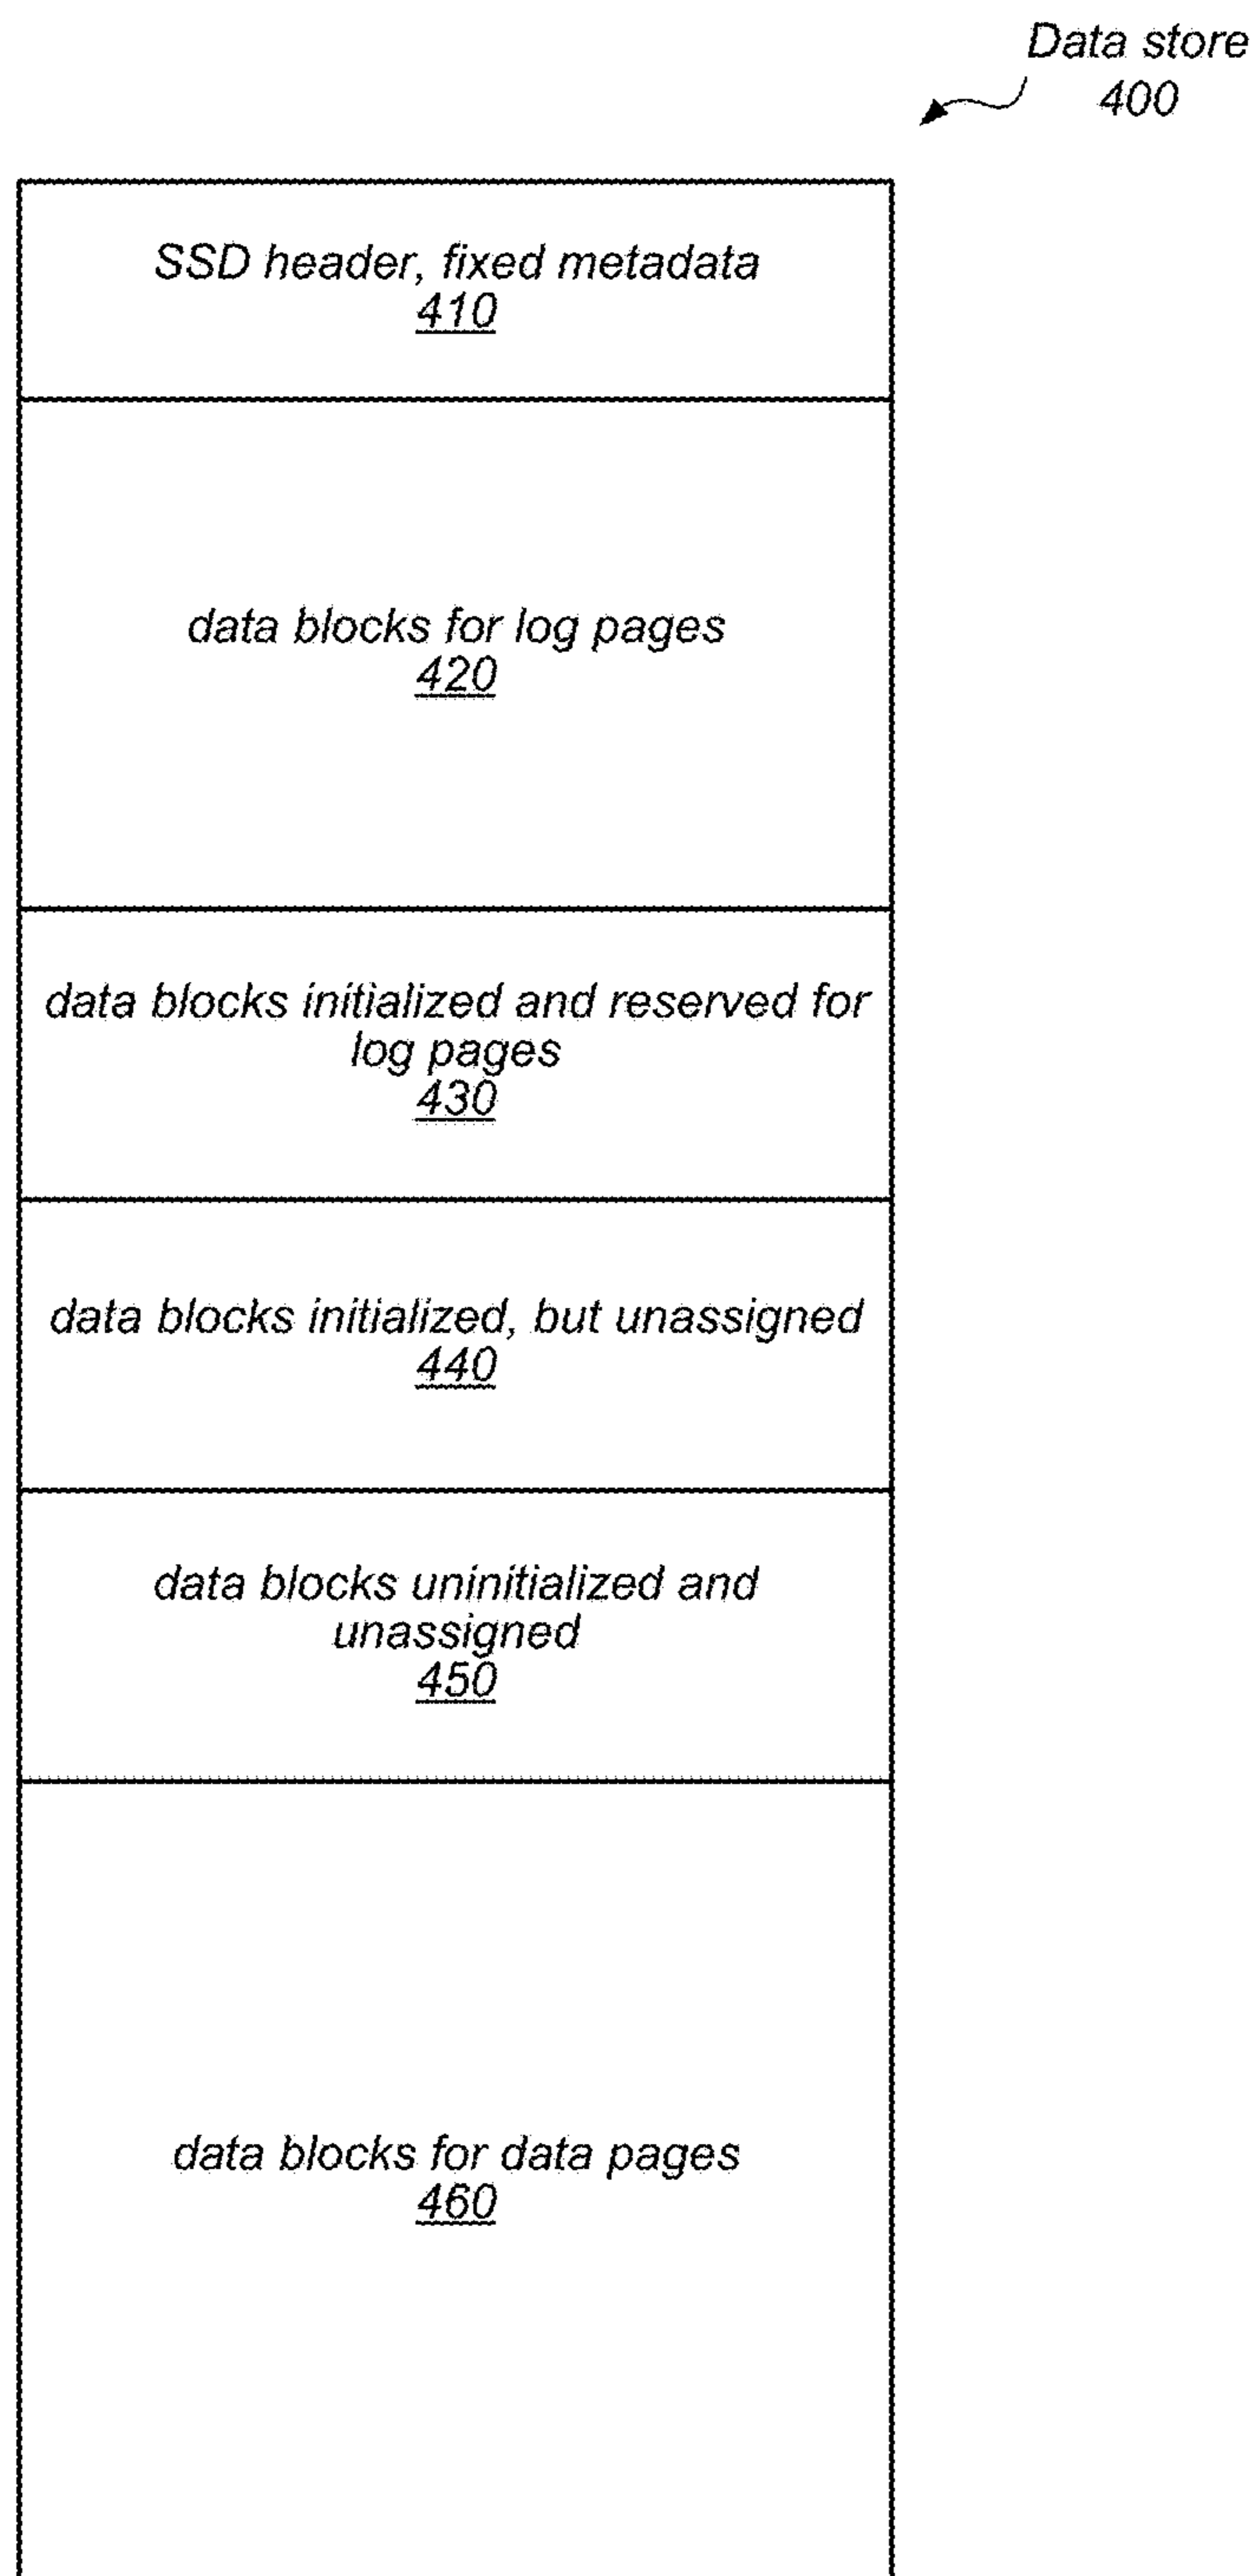 Data store
400
SSD header, fixed metadata
410
data blocks for log pages
420
data blocks initialized and reserved for
log pages
430
data blocks initialized, but unassigned
440
data blocks uninitialized and
unassigned
450
data blocks for data pages
460